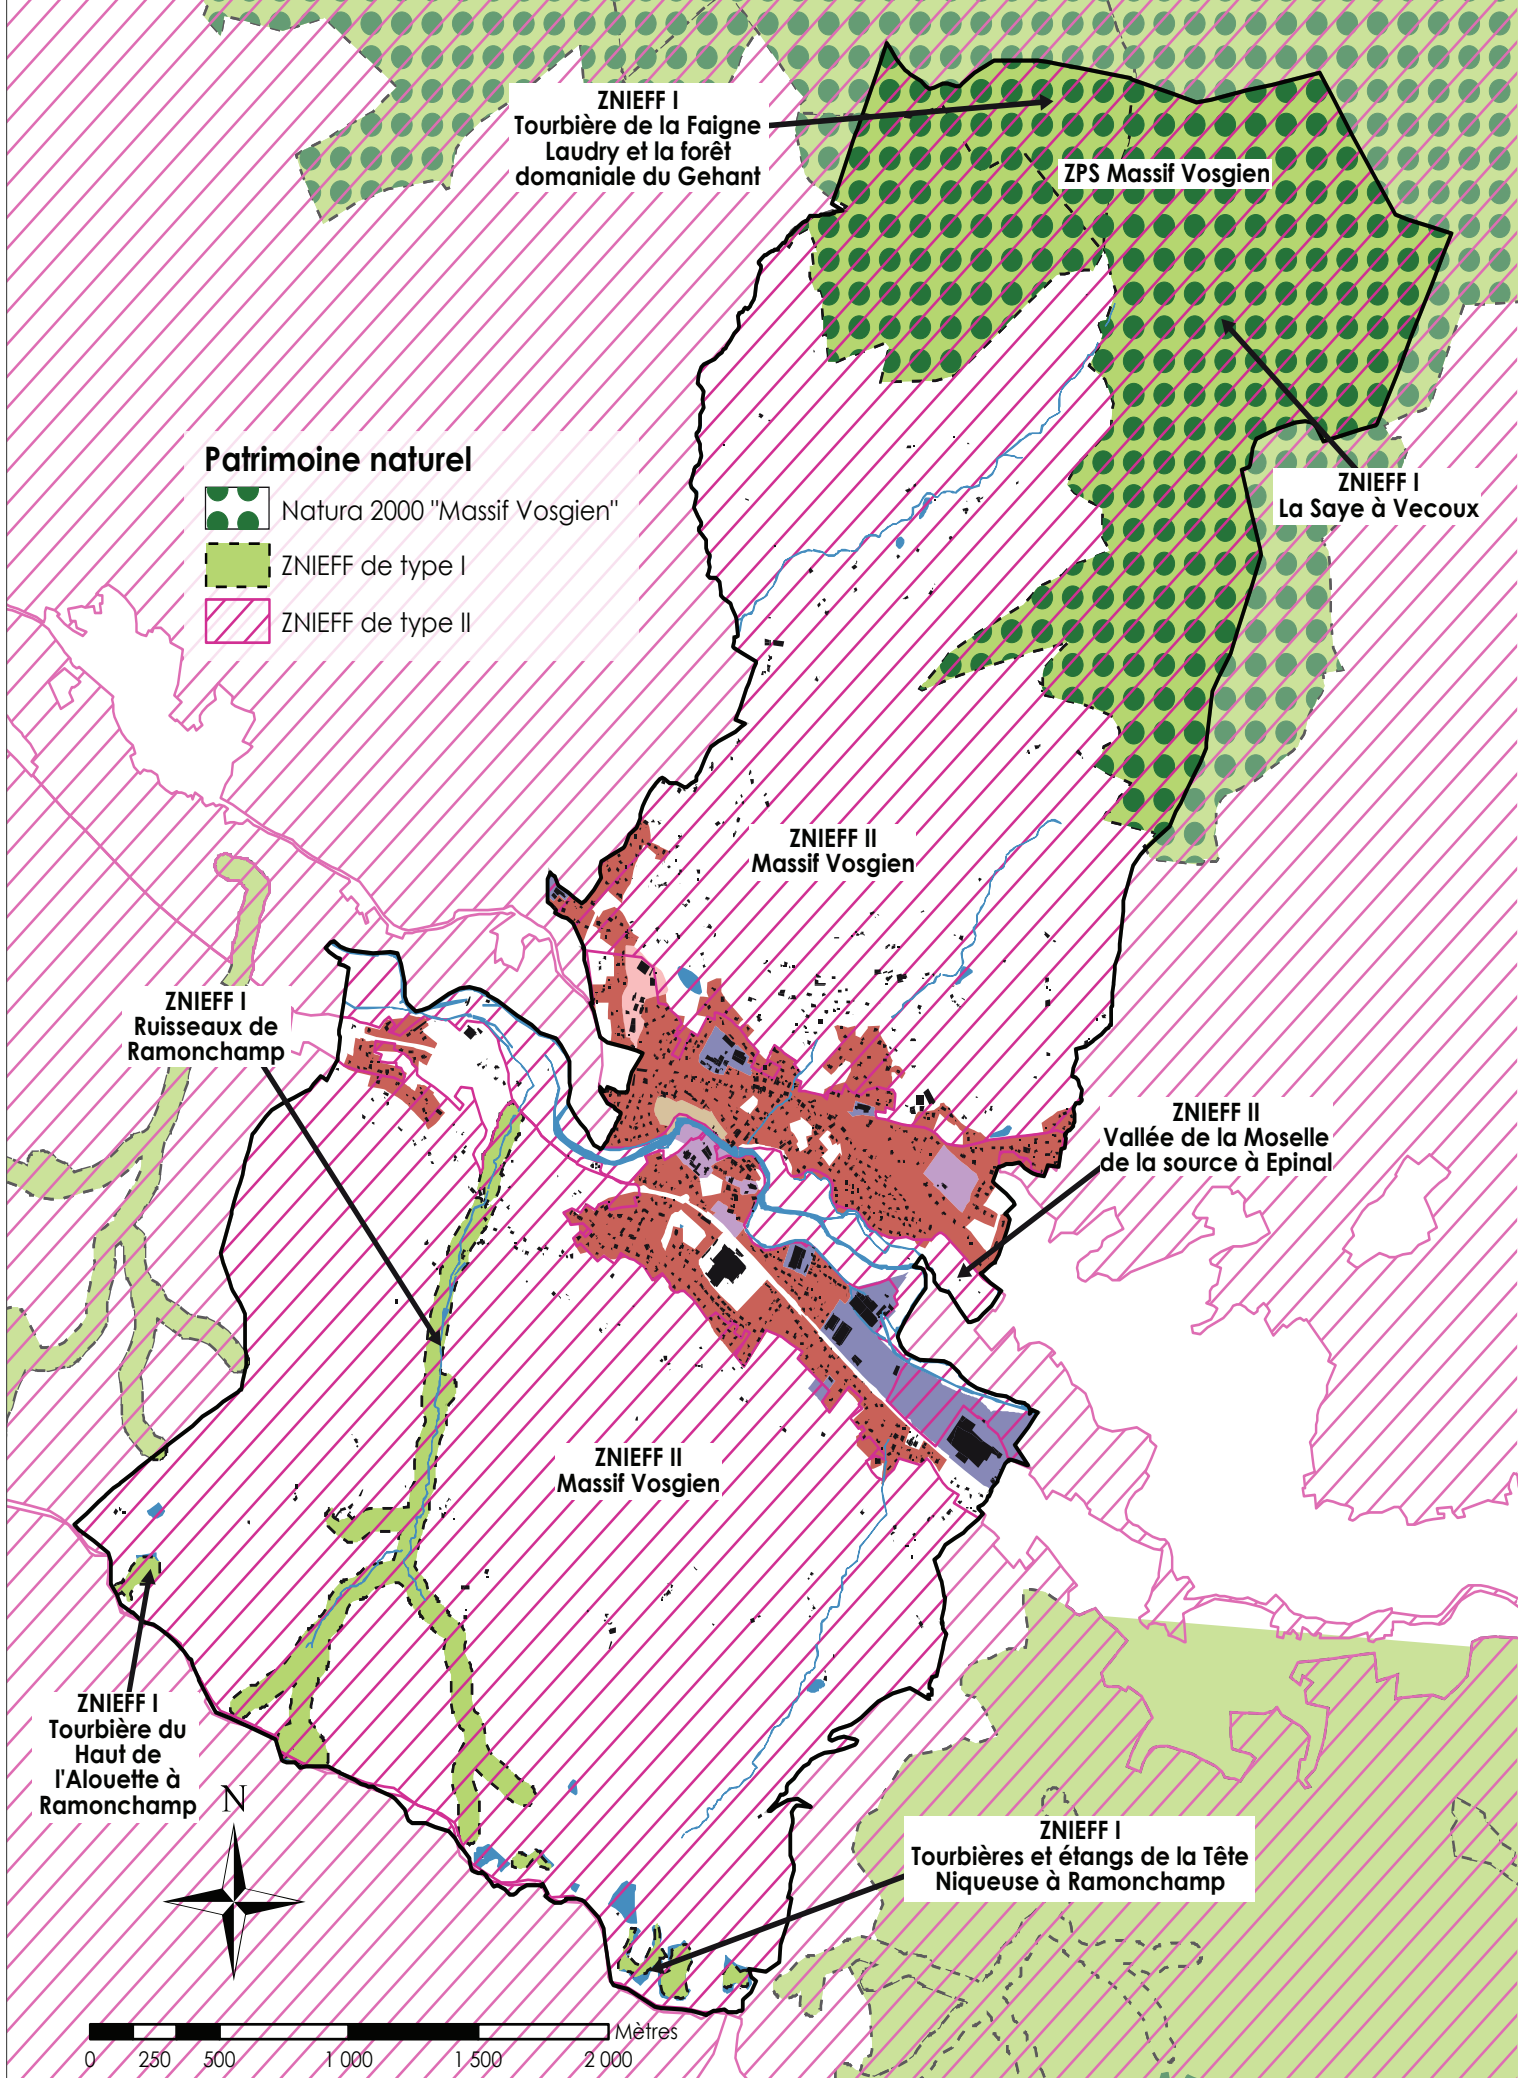 ZNIEFF I
Tourbière de la Faigne
Laudry et la forêt
domaniale du Gehant
ZPS Massif Vosgien
Patrimoine naturel
Natura 2000 "Massif Vosgien"
ZNIEFF de type I
ZNIEFF de type II
ZNIEFF I
La Saye à Vecoux
ZNIEFF II
Massif Vosgien
ZNIEFF I
Ruisseaux de
Ramonchamp
ZNIEFF II
Vallée de la Moselle
de la source à Epinal
ZNIEFF II
Massif Vosgien
ZNIEFF I
Tourbière du
Haut de
l'Alouette à
Ramonchamp
N
ZNIEFF I
Tourbières et étangs de la Tête
Niqueuse à Ramonchamp
Mètres
0 250 500 1 000 1 500 2 000